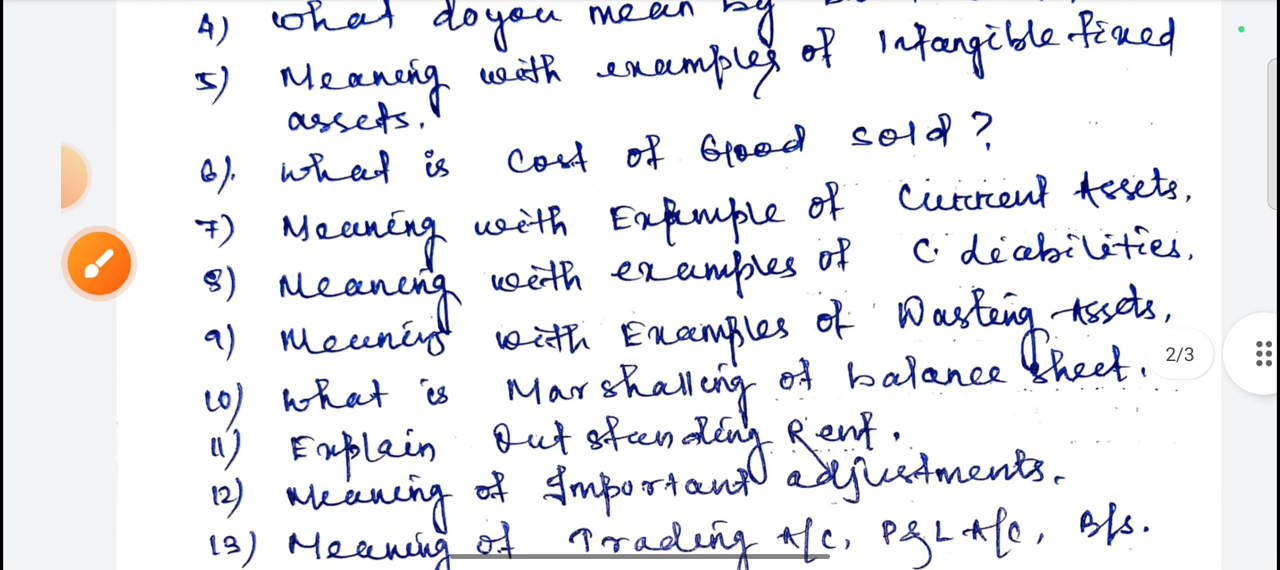 4) What do you mean by
5) Meaning with examples of Intangible fixed
assets.
6). What is Cost of Good sold?
7) Meaning with Example of Current Assets.
8) Meaning with examples of C. Liabilities.
9) Meaning with Examples of Wasting Assets.
10) What is Marshalling of balance sheet.
11) Explain Outstanding Rent.
12) Meaning of Important adjustments.
13) Meaning of Trading A/C, P&L A/C, B/s.
2/3